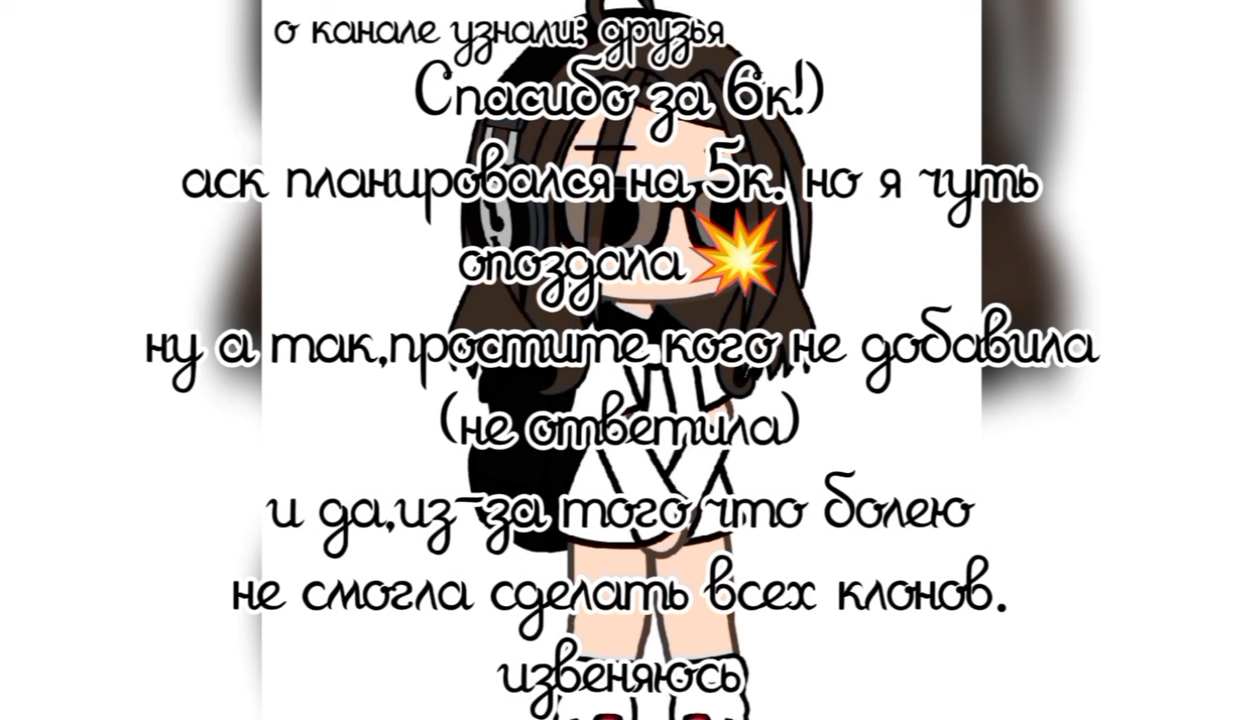 о канале узнали: друзья
Спасибо за 6к!)
аск планировался на 5к. но я чуть
опоздала💥
ну а так,простите кого не добавила
(не ответила)
и да,из-за того что болею
не смогла сделать всех клонов.
извеняюсь